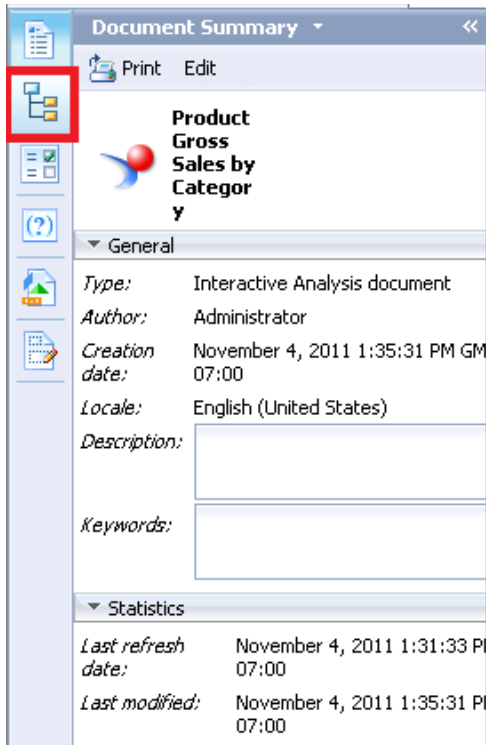 Document Summary
Print Edit
Product
Gross
Sales by
Categor
y
General
Type: Interactive Analysis document
Author: Administrator
Creation November 4, 2011 1:35:31 PM GM
date: 07:00
Locale: English (United States)
Description:
Keywords:
Statistics
Last refresh November 4, 2011 1:31:33 P
date: 07:00
Last modified: November 4, 2011 1:35:31 P
07:00
(?)